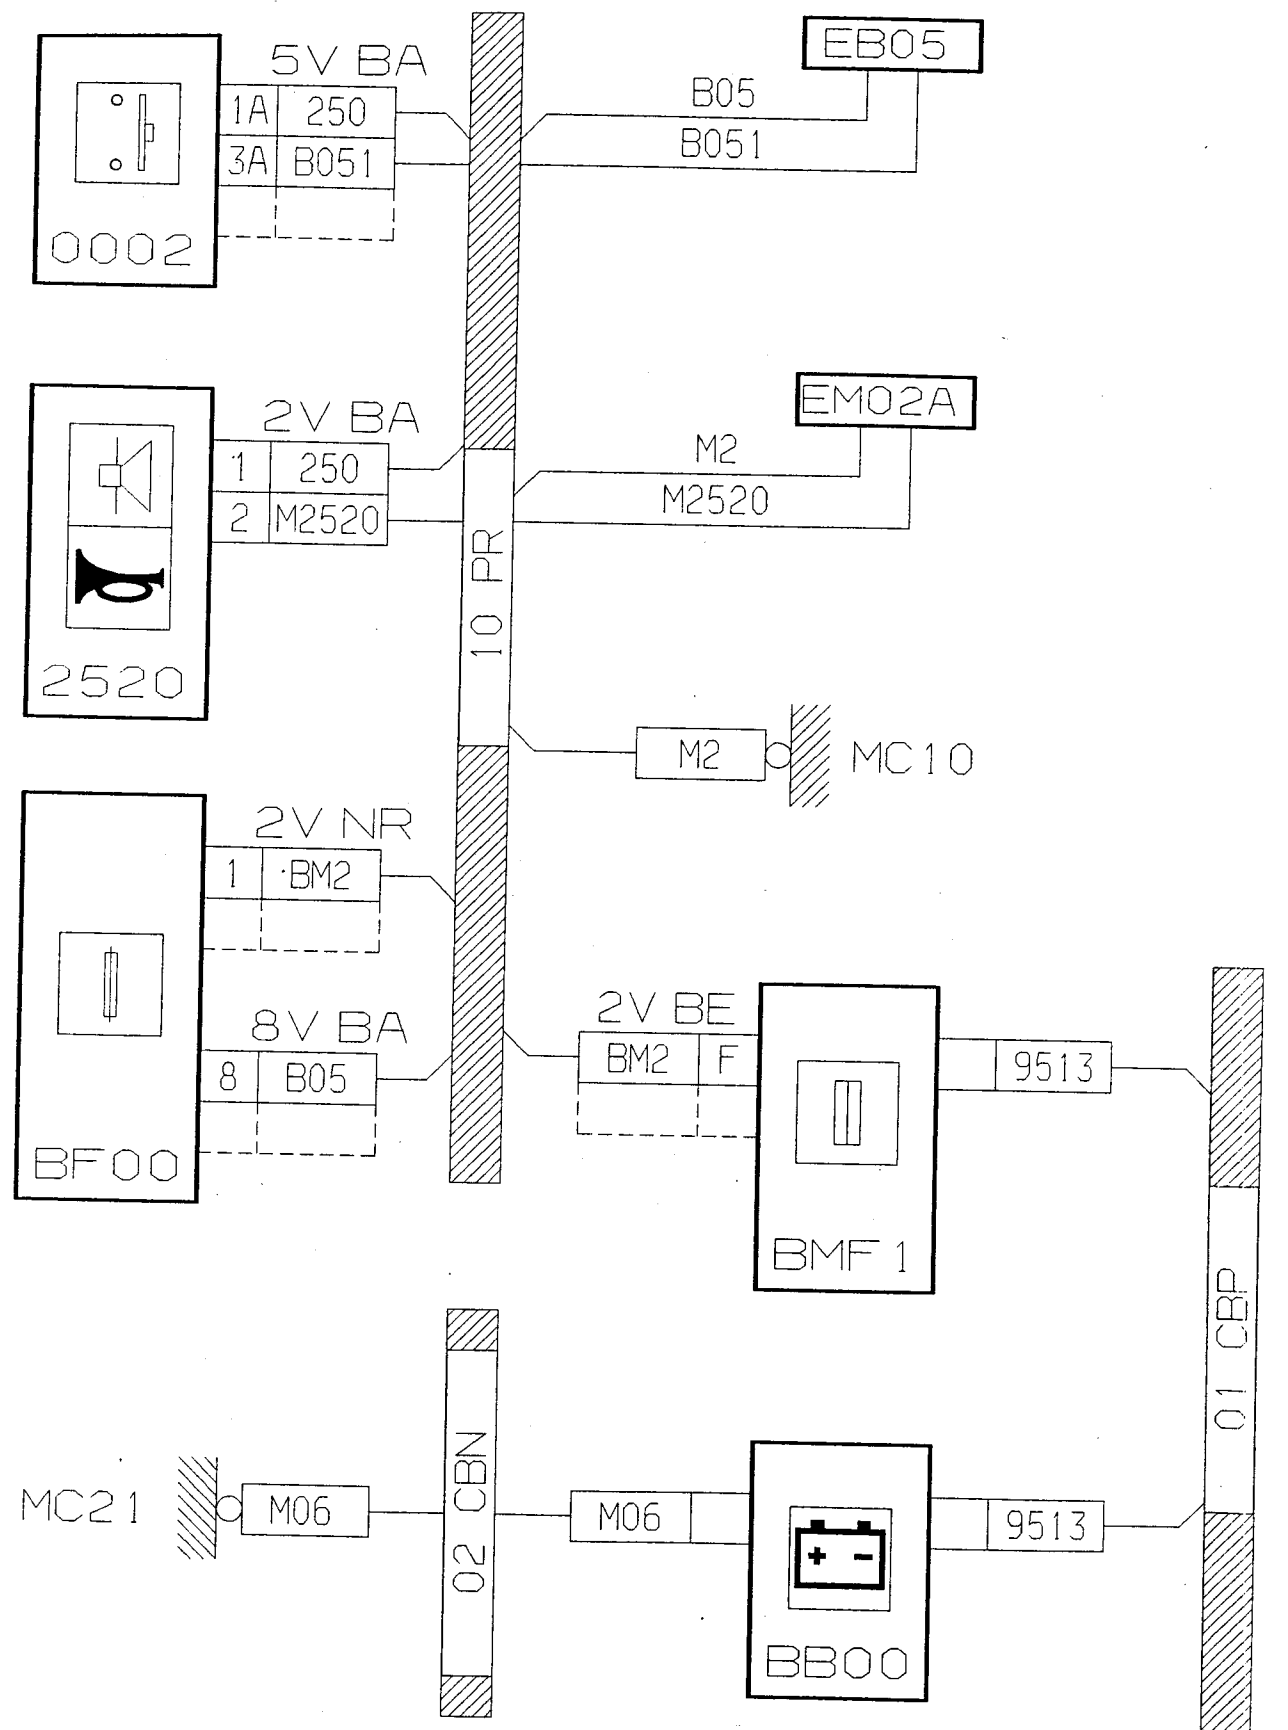 EB05
5V BA
1A 250
3A B051
B05
B051
0002
EM02A
2V BA
1 250
2 M2520
M2
M2520
10 PR
2520
M2
MC10
2V NR
1 BM2
8V BA
8 B05
BF00
2V BE
BM2 F
9513
BMF1
01 CBP
02 CBN
MC21
M06
M06
9513
+ -
BB00